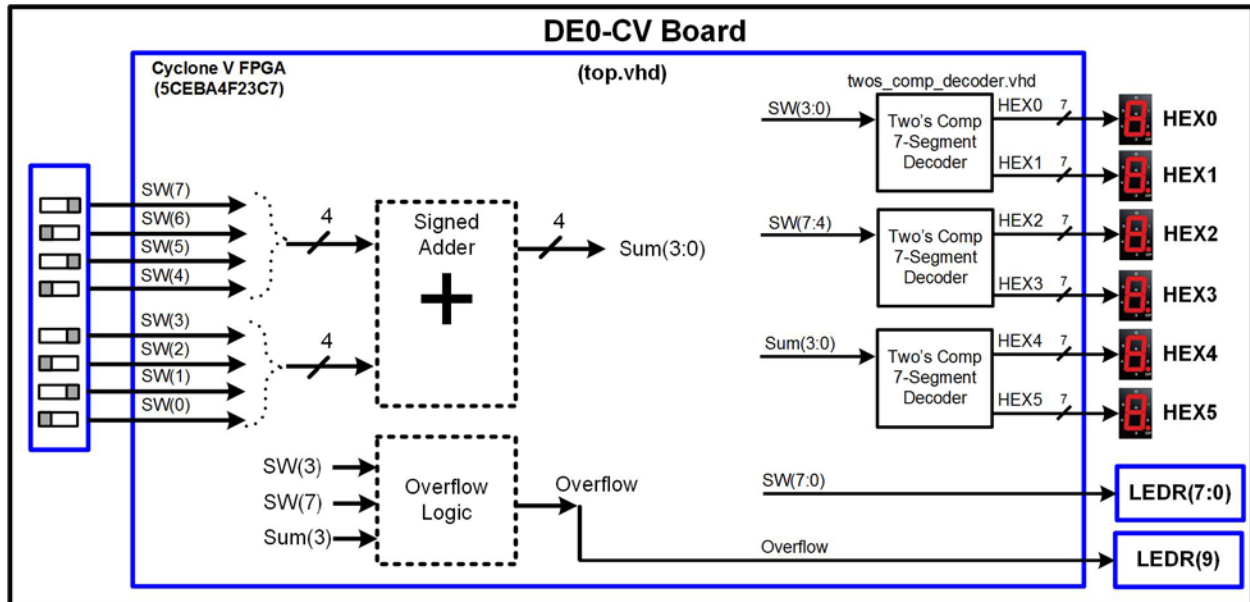 DE0-CV Board
Cyclone V FPGA
(5CEBA4F23C7)
(top.vhd)
SW(7)
SW(6)
SW(5)
SW(4)
SW(3)
SW(2)
SW(1)
SW(0)
4
4
Signed
Adder
+
4
Sum(3:0)
SW(3)
SW(7)
Sum(3)
Overflow
Logic
Overflow
twos_comp_decoder.vhd
SW(3:0)
Two's Comp
7-Segment
Decoder
HEX0
7
HEX0
HEX1
7
HEX1
SW(7:4)
Two's Comp
7-Segment
Decoder
HEX2
7
HEX2
HEX3
7
HEX3
Sum(3:0)
Two's Comp
7-Segment
Decoder
HEX4
7
HEX4
HEX5
7
HEX5
SW(7:0)
LEDR(7:0)
Overflow
LEDR(9)